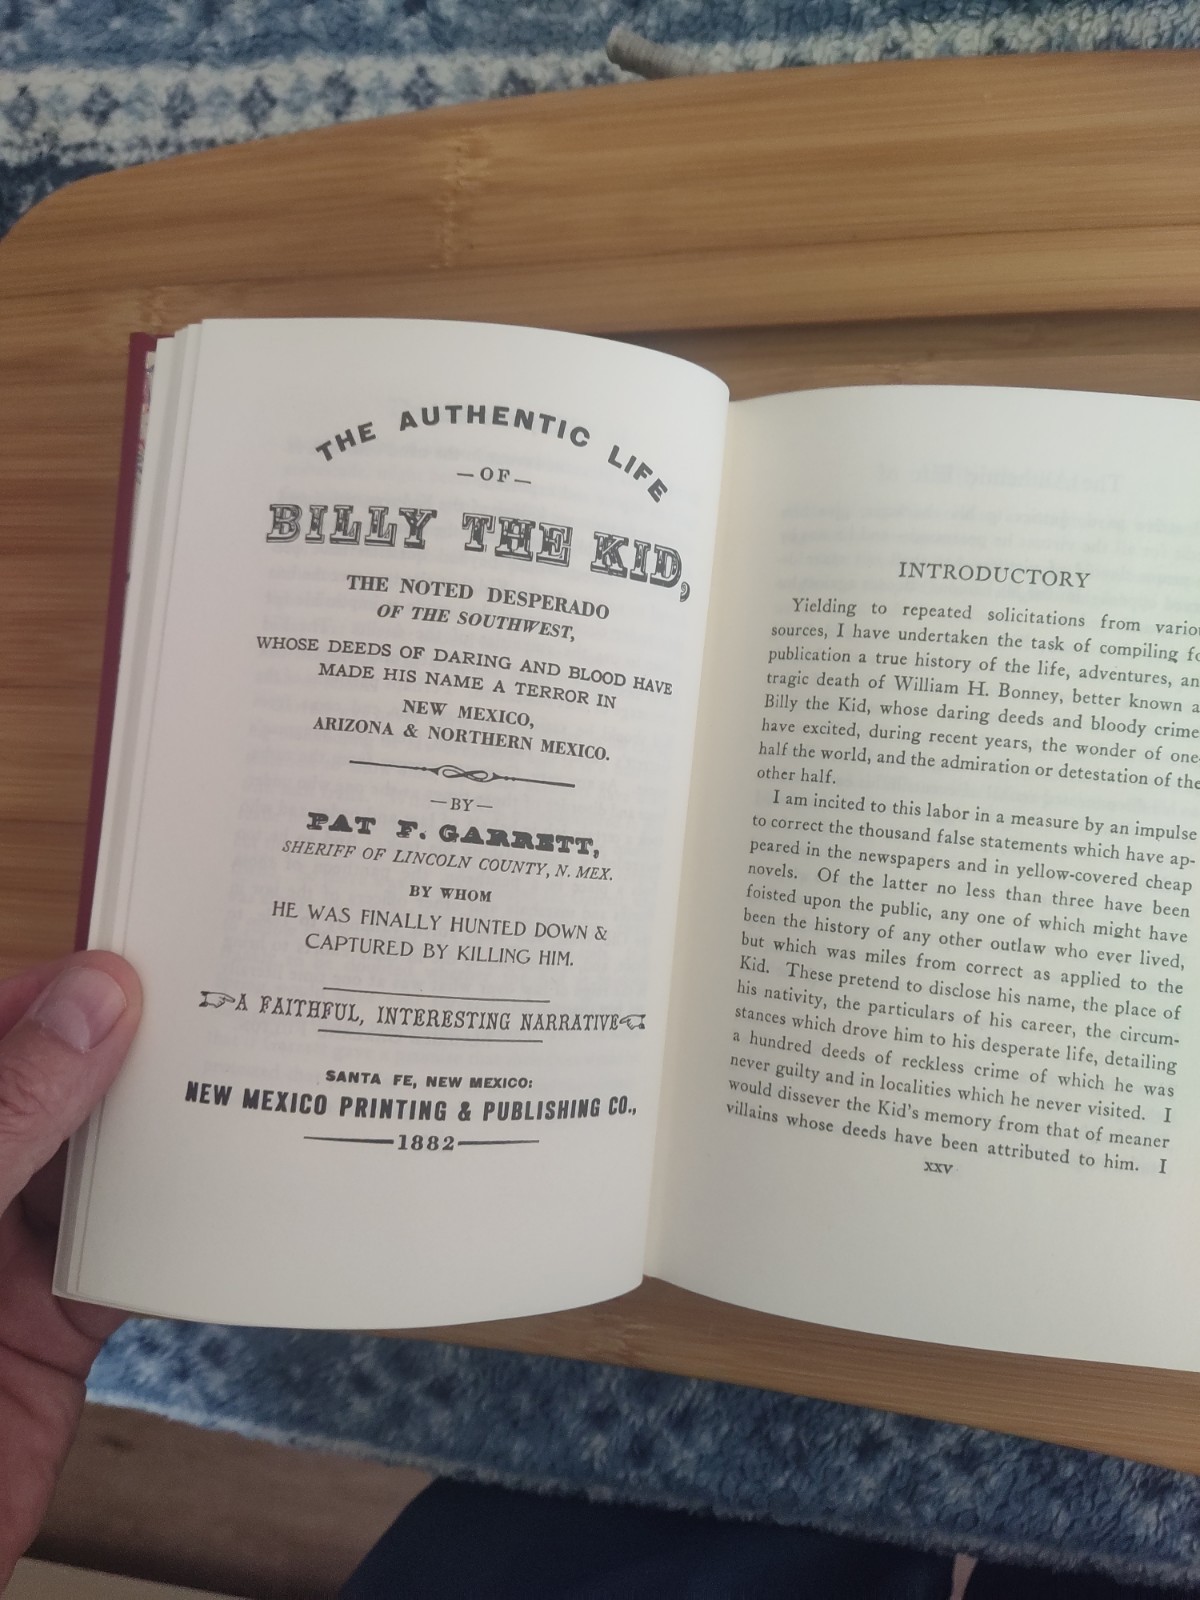 THE AUTHENTIC LIFE
—OF—
BILLY THE KID,
THE NOTED DESPERADO
OF THE SOUTHWEST,
WHOSE DEEDS OF DARING AND BLOOD HAVE
MADE HIS NAME A TERROR IN
NEW MEXICO,
ARIZONA & NORTHERN MEXICO.
—BY—
PAT F. GARRETT,
SHERIFF OF LINCOLN COUNTY, N. MEX.
BY WHOM
HE WAS FINALLY HUNTED DOWN &
CAPTURED BY KILLING HIM.
A FAITHFUL, INTERESTING NARRATIVE
SANTA FE, NEW MEXICO:
NEW MEXICO PRINTING & PUBLISHING CO.,
1882
INTRODUCTORY
Yielding to repeated solicitations from variou
sources, I have undertaken the task of compiling fo
publication a true history of the life, adventures, an
tragic death of William H. Bonney, better known a
Billy the Kid, whose daring deeds and bloody crime
have excited, during recent years, the wonder of one-
half the world, and the admiration or detestation of the
other half.
I am incited to this labor in a measure by an impulse
to correct the thousand false statements which have ap-
peared in the newspapers and in yellow-covered cheap
novels. Of the latter no less than three have been
foisted upon the public, any one of which might have
been the history of any other outlaw who ever lived,
but which was miles from correct as applied to the
Kid. These pretend to disclose his name, the place of
his nativity, the particulars of his career, the circum-
stances which drove him to his desperate life, detailing
a hundred deeds of reckless crime of which he was
never guilty and in localities which he never visited. I
would dissever the Kid's memory from that of meaner
villains whose deeds have been attributed to him. I
xxv